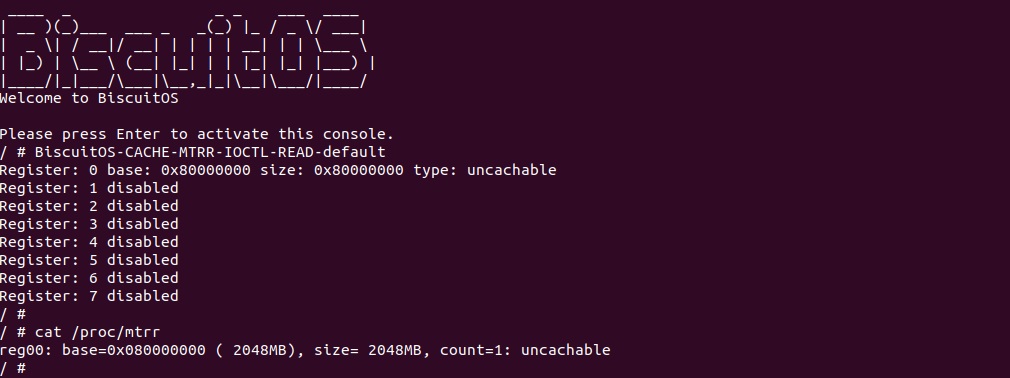 BiscuitOS
Welcome to BiscuitOS
Please press Enter to activate this console.
/ # BiscuitOS-CACHE-MTRR-IOCTL-READ-default
Register: 0 base: 0x80000000 size: 0x80000000 type: uncachable
Register: 1 disabled
Register: 2 disabled
Register: 3 disabled
Register: 4 disabled
Register: 5 disabled
Register: 6 disabled
Register: 7 disabled
/ #
/ # cat /proc/mtrr
reg00: base=0x080000000 ( 2048MB), size= 2048MB, count=1: uncachable
/ #